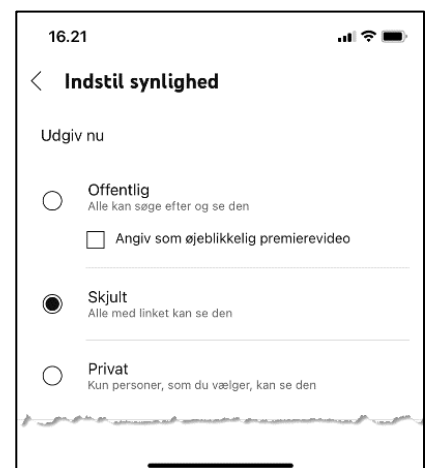 16.21
Indstil synlighed
Udgiv nu
Offentlig
Alle kan søge efter og se den
Angiv som øjeblikkelig premierevideo
Skjult
Alle med linket kan se den
Privat
Kun personer, som du vælger, kan se den